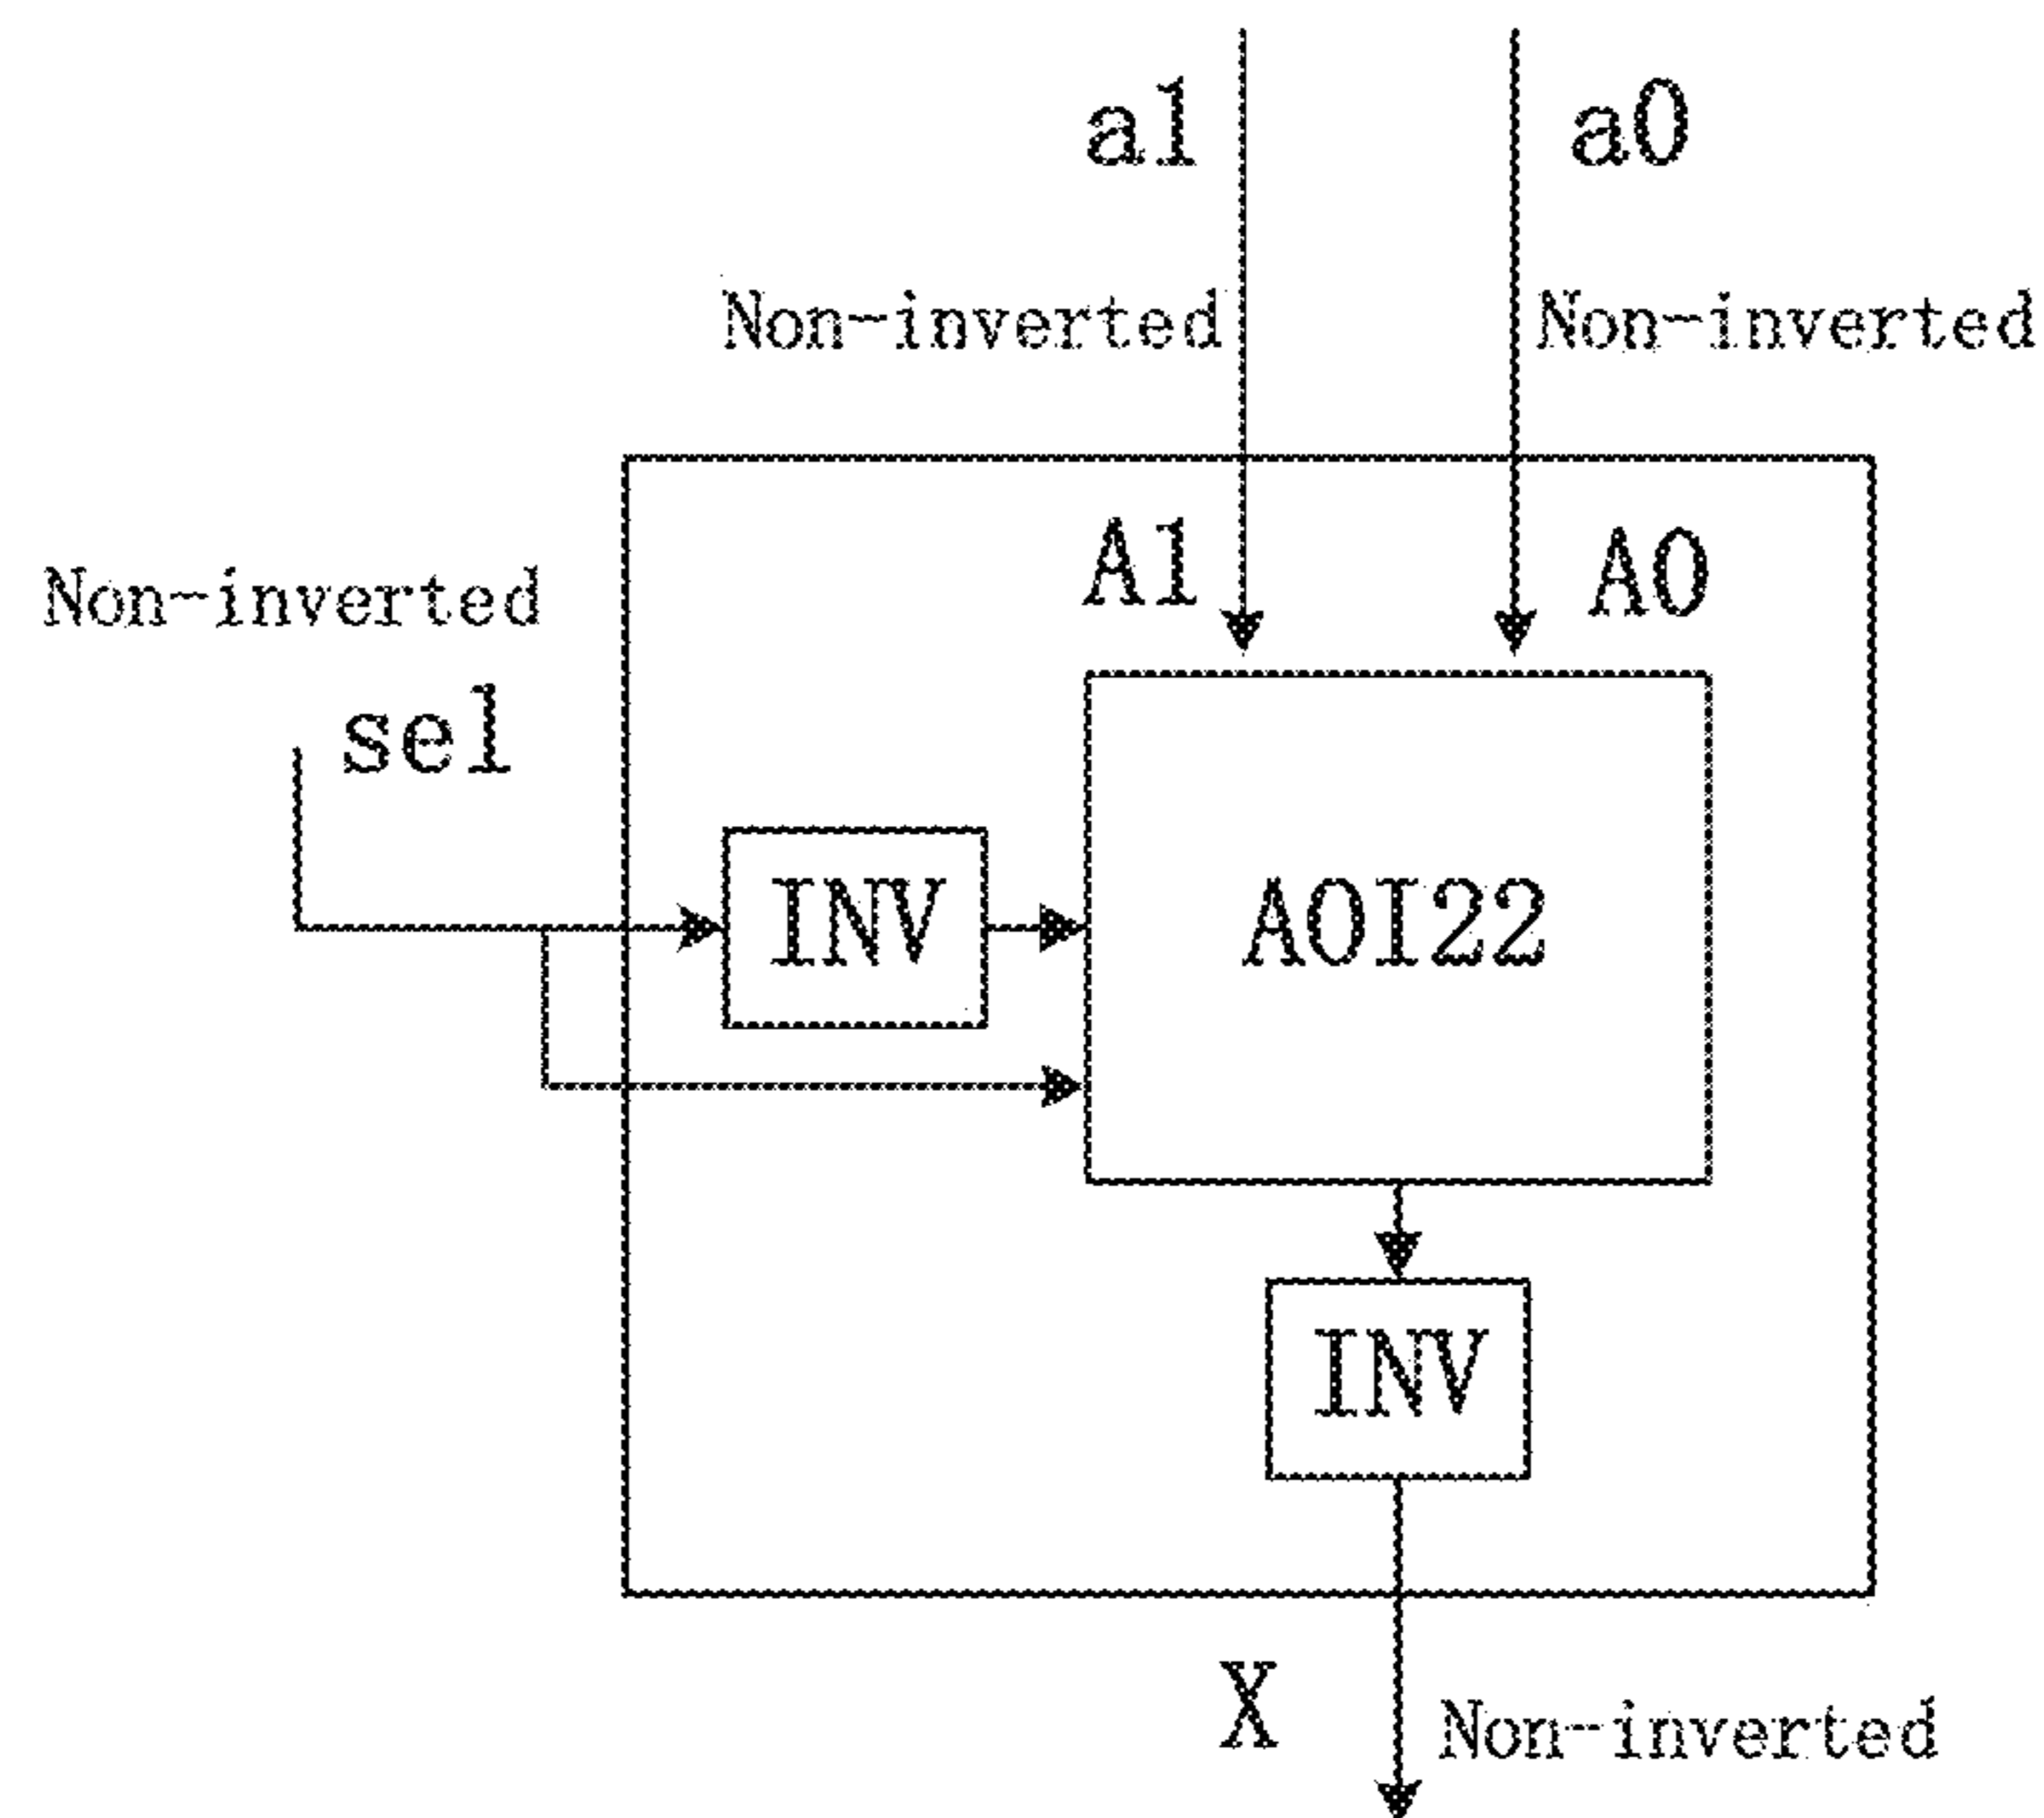 a1 a0
Non-inverted Non-inverted
A1 A0
Non-inverted
sel
INV AOI22
INV
X Non-inverted